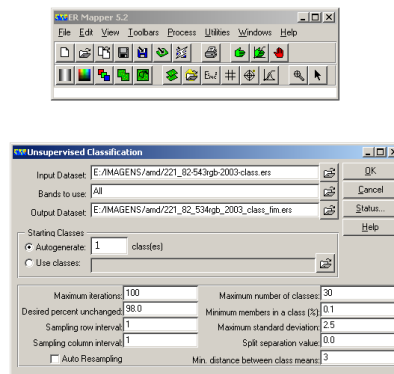 ER Mapper 5.2
File Edit View Toolbars Process Utilities Windows Help
Unsupervised Classification
Input Dataset: E:/IMAGENS/amd/221_82-543rgb-2003-class.ers
OK
Bands to use: All
Cancel
Output Dataset: E:/IMAGENS/amd/221_82_534rgb_2003_class_fim.ers
Status...
Starting Classes
Help
Autogenerate: 1 class(es)
Use classes:
Maximum iterations: 100 Maximum number of classes: 30
Desired percent unchanged: 98.0 Minimum members in a class (%): 0.1
Sampling row interval: 1 Maximum standard deviation: 2.5
Sampling column interval: 1 Split separation value: 0.0
Auto Resampling Min. distance between class means: 3